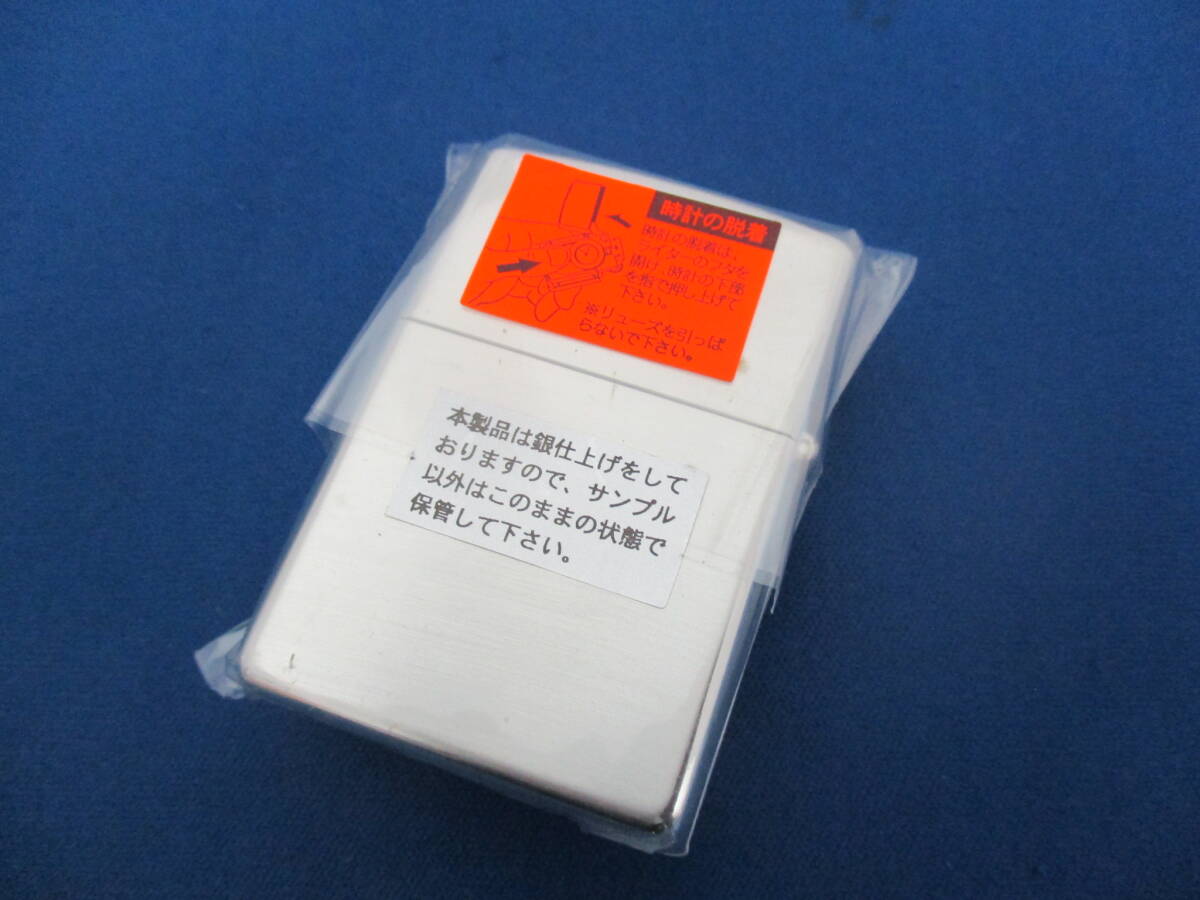 時計の脱着
時計の脱着は、
ライターのフタを
開け、時計の下部
を指で押し上げて
下さい。
※リューズを引っぱ
らないで下さい。
本製品は銀仕上げをして
おりますので、サンプル
以外はこのままの状態で
保管して下さい。